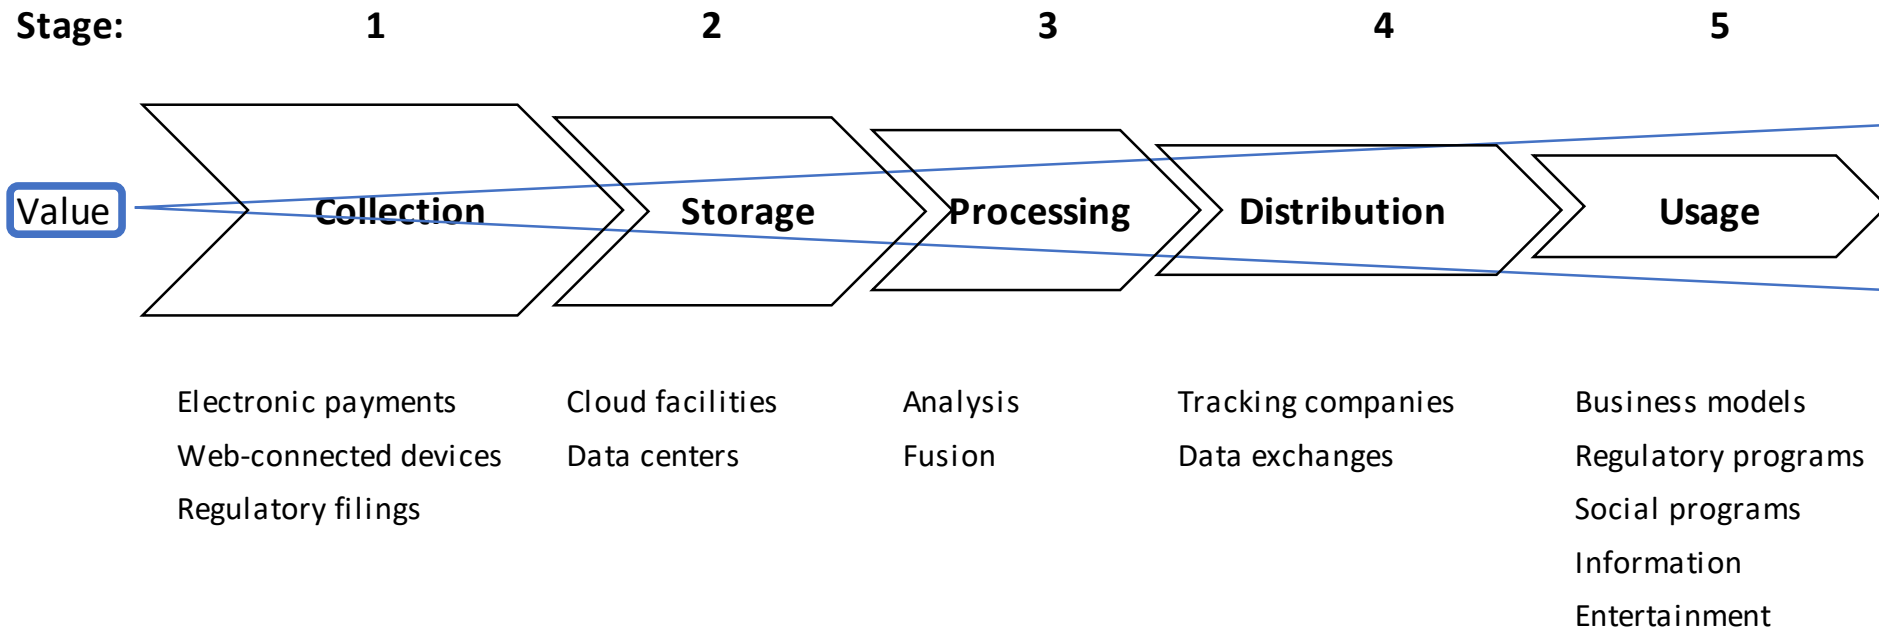 Stage: 1 2 3 4 5
Value Collection Storage Processing Distribution Usage
Electronic payments Cloud facilities Analysis Tracking companies Business models
Web-connected devices Data centers Fusion Data exchanges Regulatory programs
Regulatory filings Social programs
Information
Entertainment